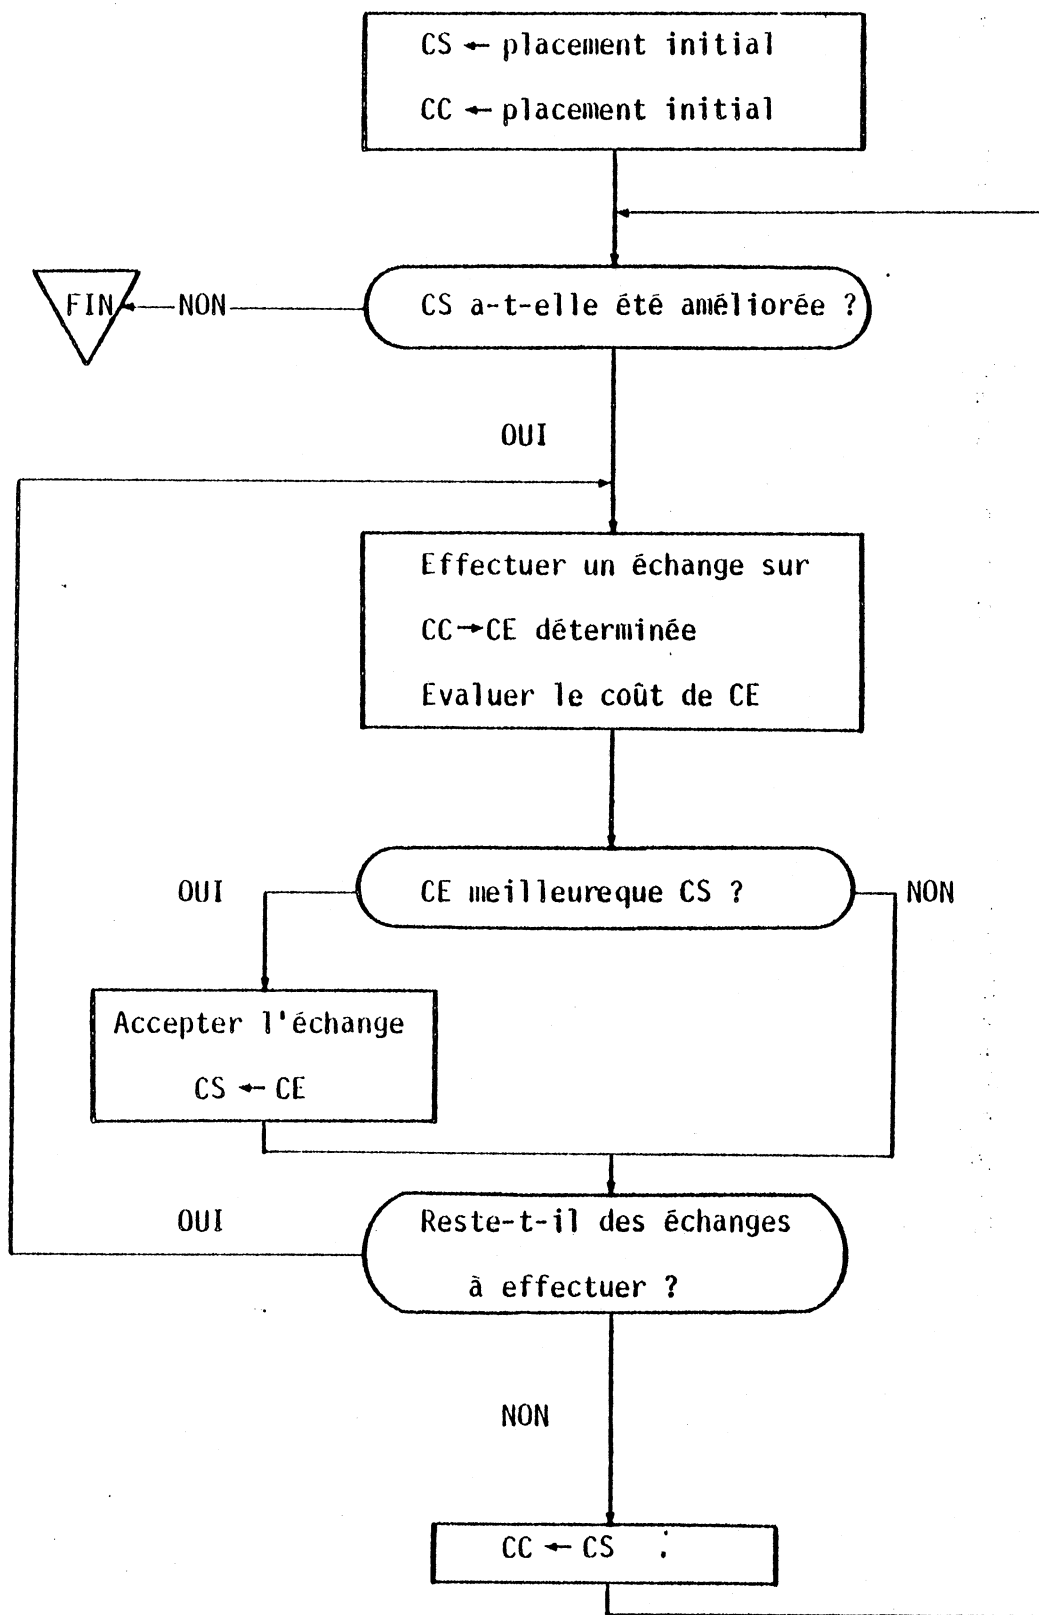 CS ← placement initial
CC ← placement initial
CS a-t-elle été améliorée ?
NON
FIN
OUI
Effectuer un échange sur
CC→CE déterminée
Evaluer le coût de CE
CE meilleureque CS ?
OUI
NON
Accepter l'échange
CS ← CE
Reste-t-il des échanges
à effectuer ?
OUI
NON
CC ← CS :